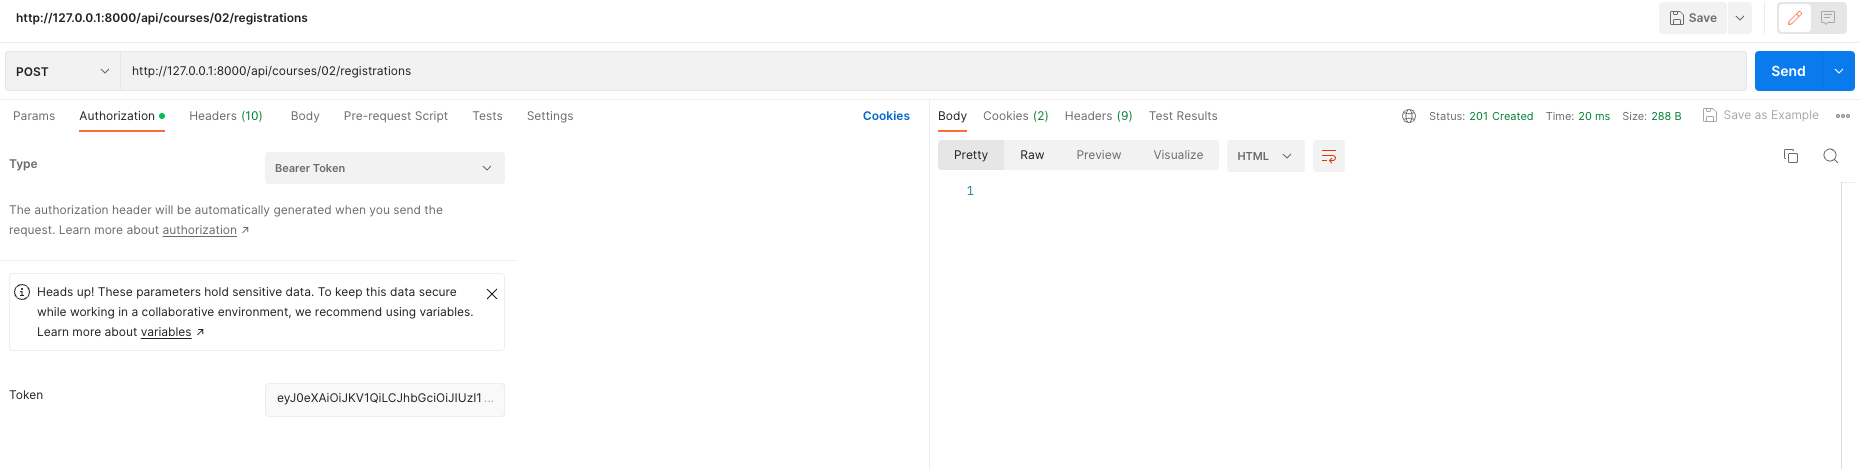 http://127.0.0.1:8000/api/courses/02/registrations
Save
POST
http://127.0.0.1:8000/api/courses/02/registrations
Send
Params Authorization Headers (10) Body Pre-request Script Tests Settings Cookies
Type
Bearer Token
The authorization header will be automatically generated when you send the
request. Learn more about authorization ↗
Heads up! These parameters hold sensitive data. To keep this data secure
while working in a collaborative environment, we recommend using variables.
Learn more about variables ↗
Token
eyJ0eXAiOiJKV1QiLCJhbGciOiJIUzI1 ...
Body Cookies (2) Headers (9) Test Results
Status: 201 Created Time: 20 ms Size: 288 B
Save as Example
Pretty Raw Preview Visualize HTML
1